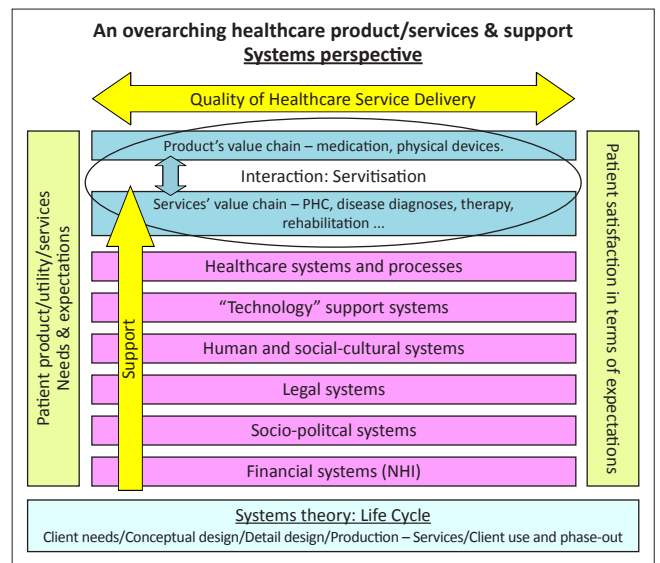 An overarching healthcare product/services & support
Systems perspective
Quality of Healthcare Service Delivery
Patient product/utility/services
Needs & expectations
Product's value chain – medication, physical devices.
Interaction: Servitisation
Services' value chain – PHC, disease diagnoses, therapy,
rehabilitation ...
Support
Healthcare systems and processes
“Technology” support systems
Human and social-cultural systems
Legal systems
Socio-politcal systems
Financial systems (NHI)
Patient satisfaction in terms of expectations
Systems theory: Life Cycle
Client needs/Conceptual design/Detail design/Production – Services/Client use and phase-out